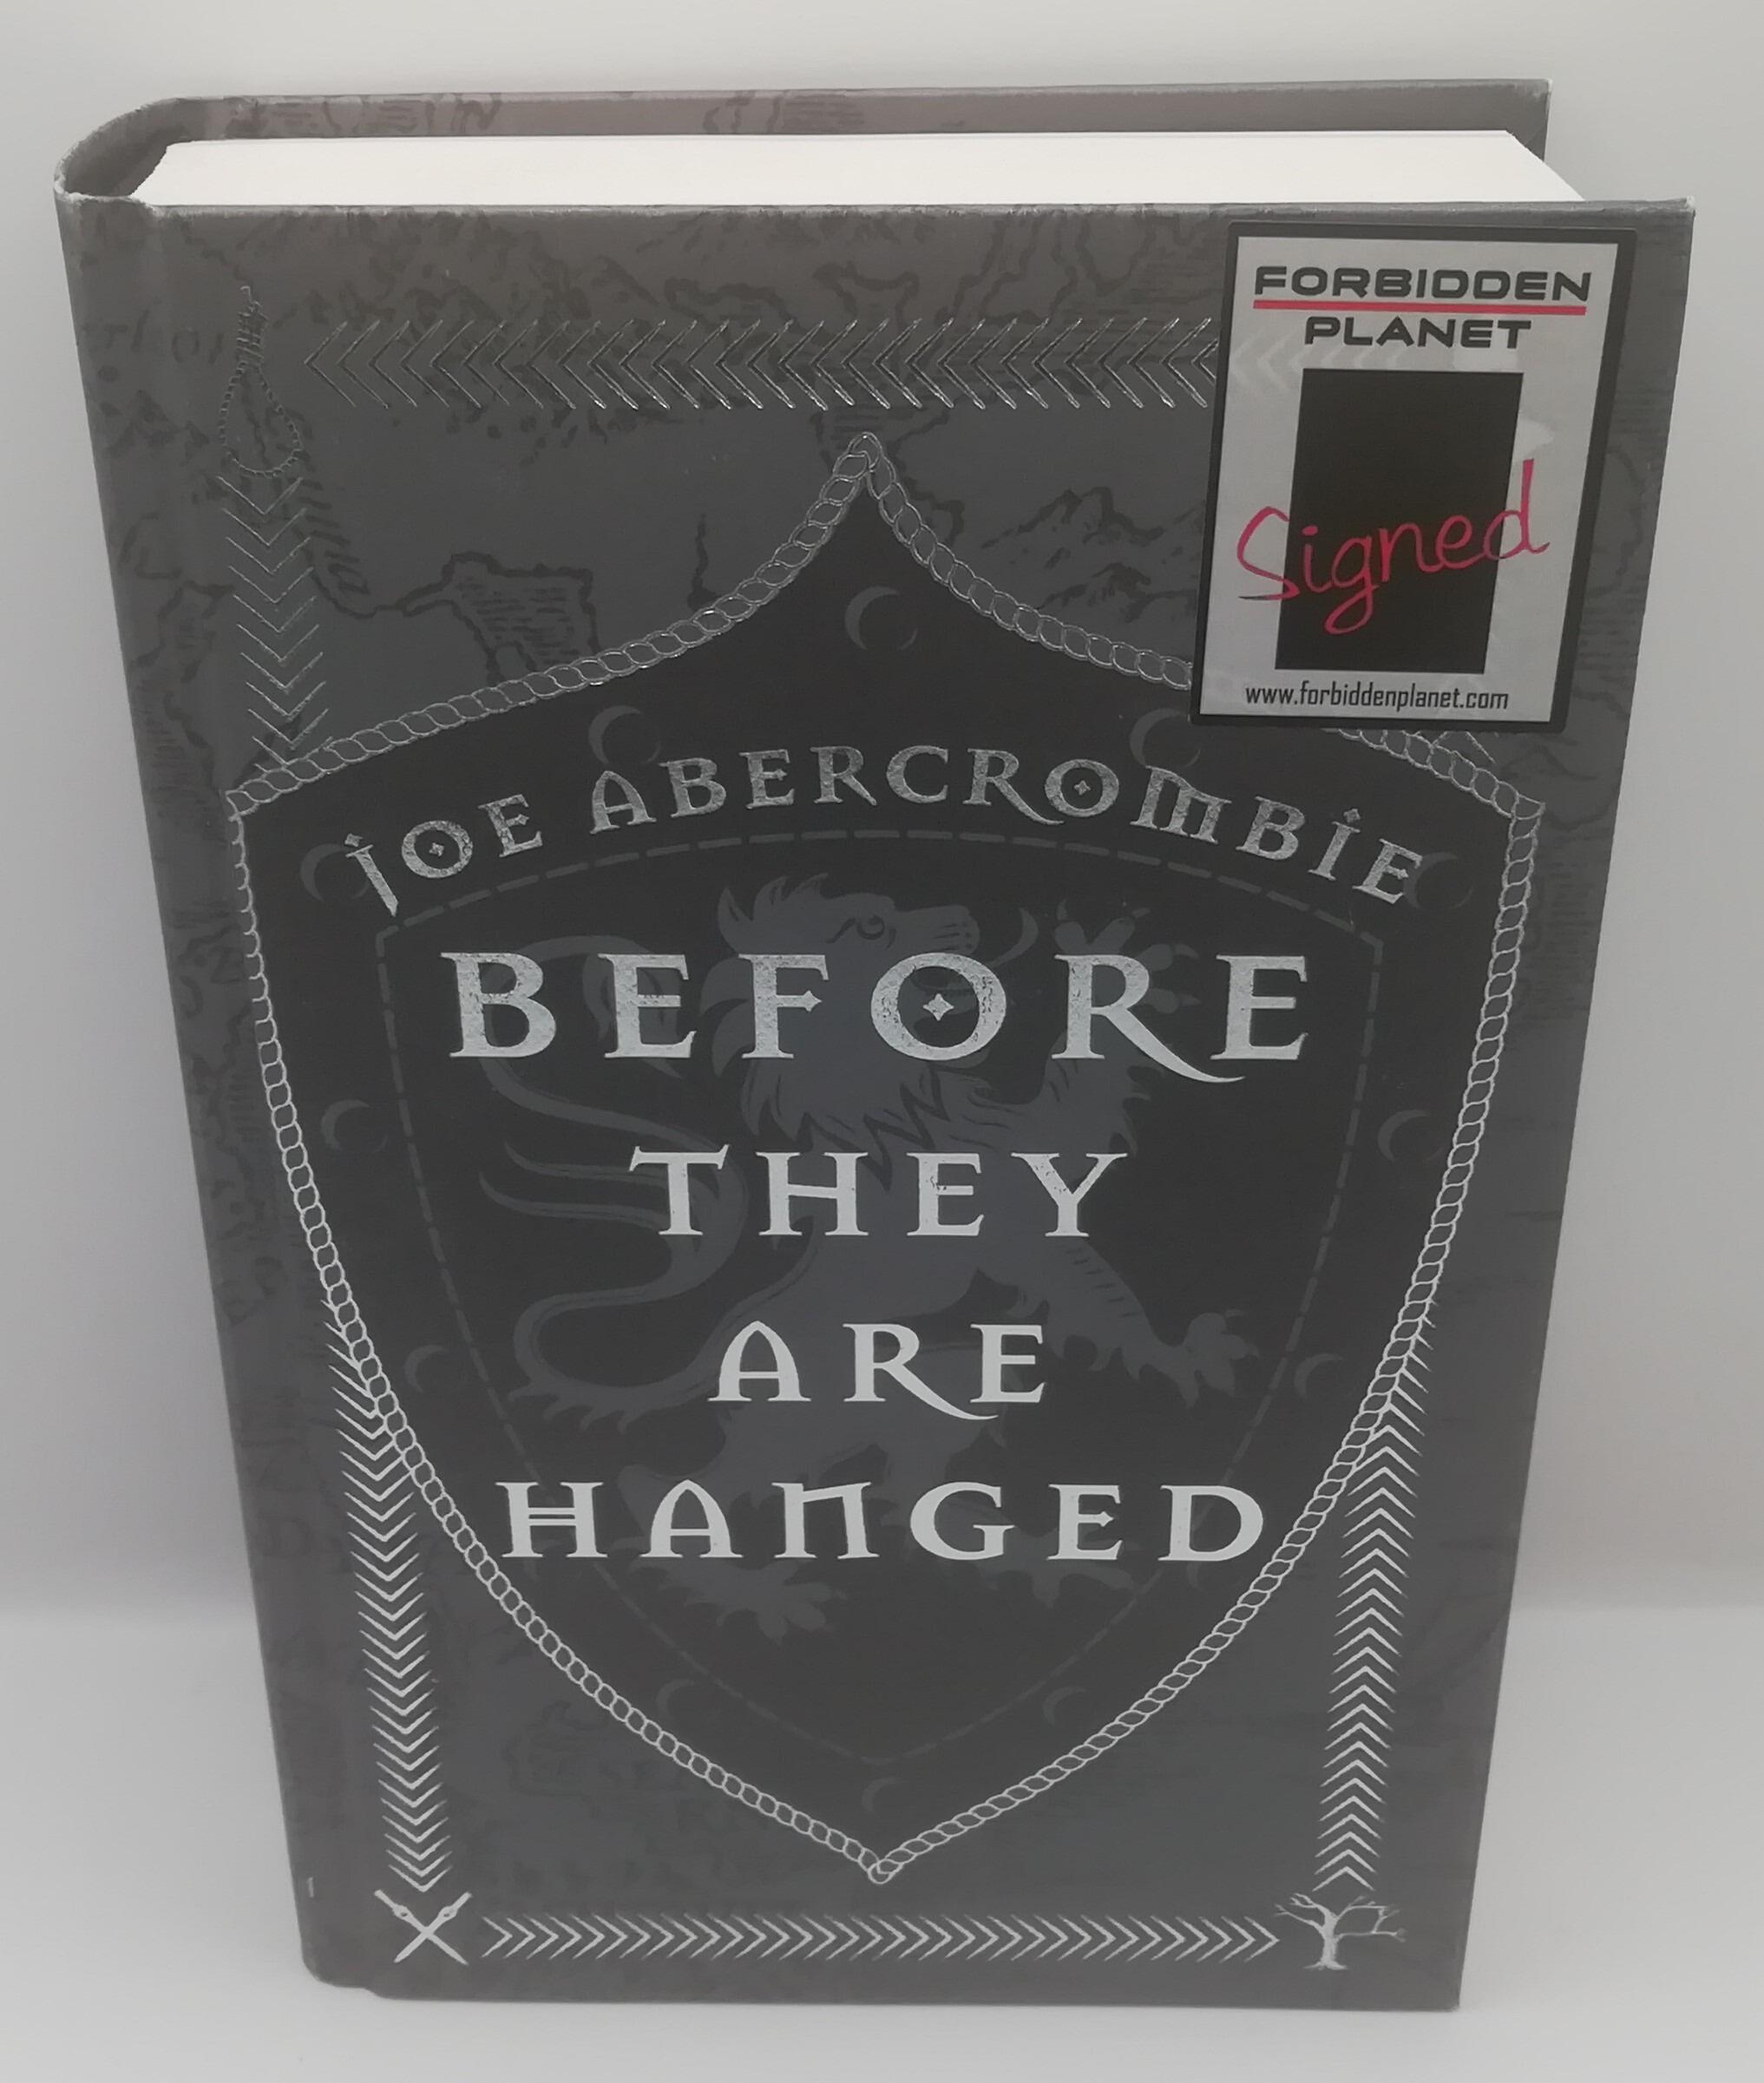 FORBIDDEN
PLANET
Signed
www.forbiddenplanet.com
JOE ABERCROMBIE
BEFORE
THEY
ARE
HANGED